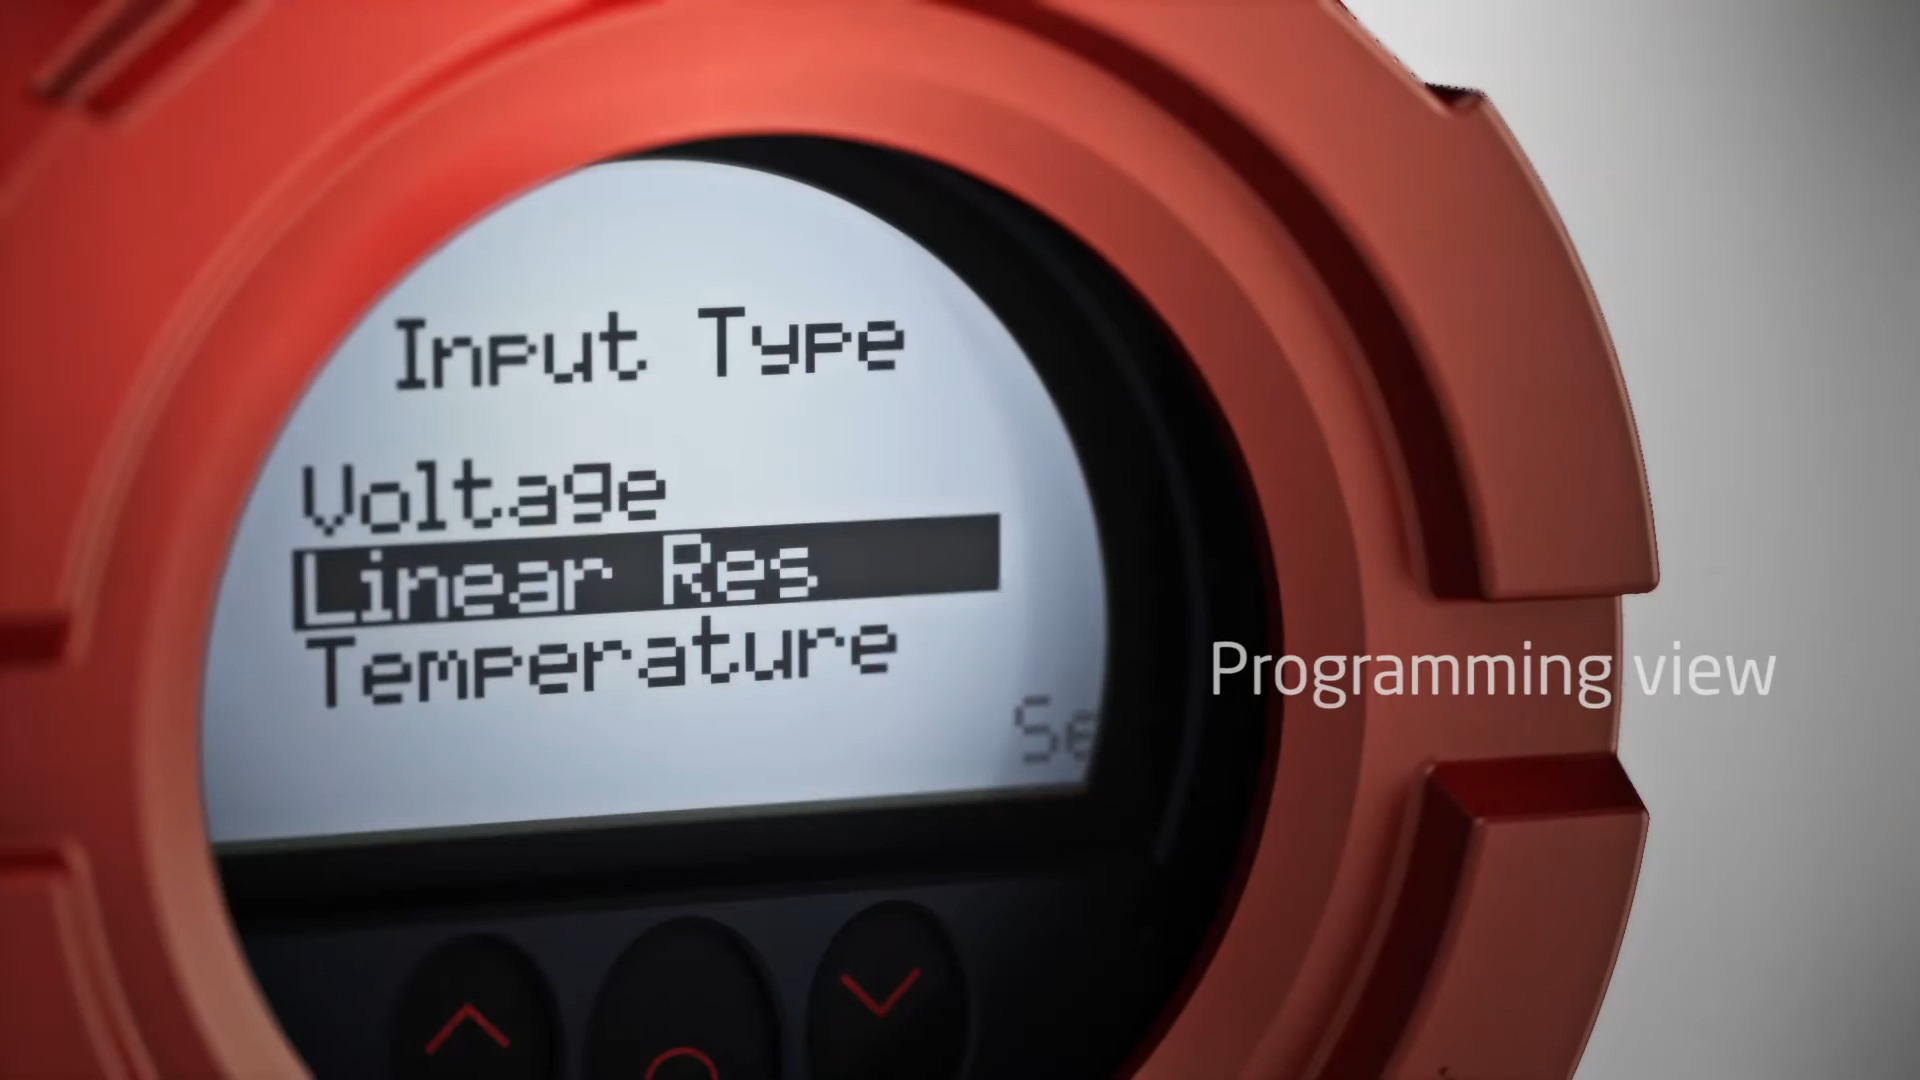 Input Type
Voltage
Linear Res
Temperature
Programming view